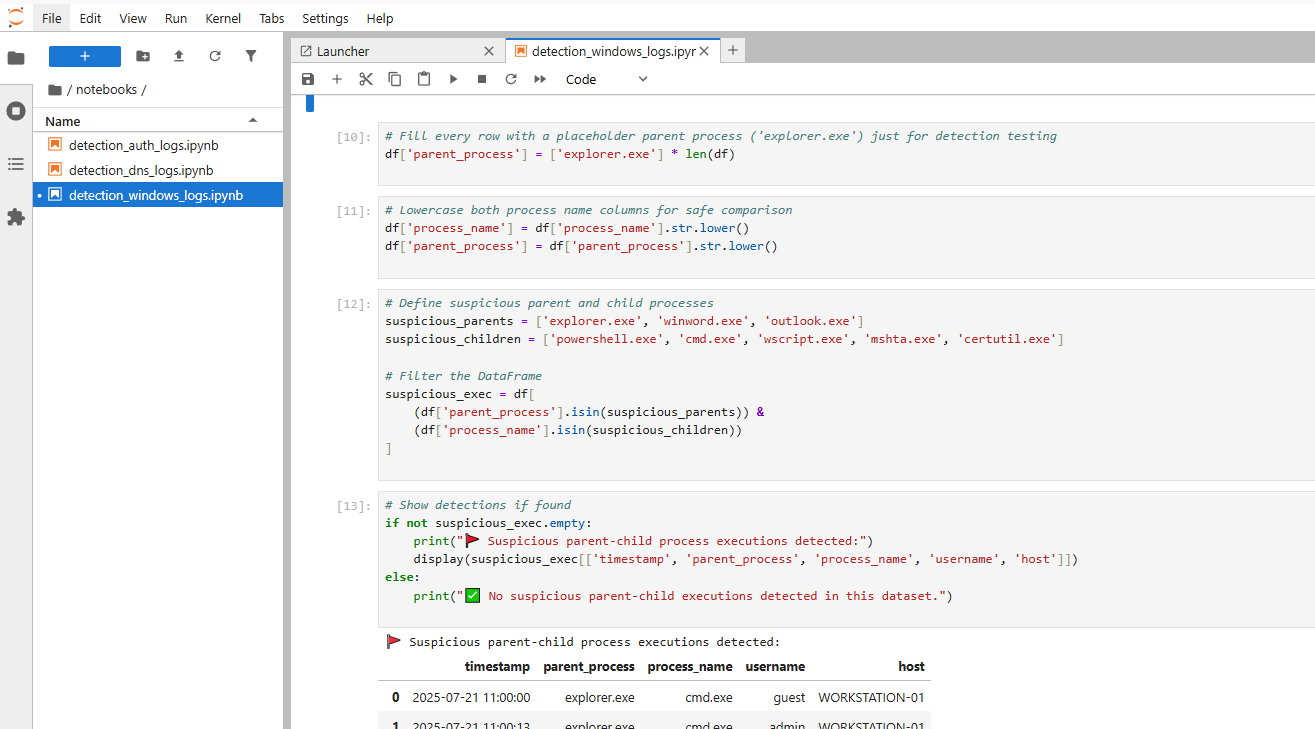 File Edit View Run Kernel Tabs Settings Help
Launcher
detection_windows_logs.ipyr
Code
/ notebooks /
Name
detection_auth_logs.ipynb
detection_dns_logs.ipynb
detection_windows_logs.ipynb
[10]:
# Fill every row with a placeholder parent process ('explorer.exe') just for detection testing
df['parent_process'] = ['explorer.exe'] * len(df)
[11]:
# Lowercase both process name columns for safe comparison
df['process_name'] = df['process_name'].str.lower()
df['parent_process'] = df['parent_process'].str.lower()
[12]:
# Define suspicious parent and child processes
suspicious_parents = ['explorer.exe', 'winword.exe', 'outlook.exe']
suspicious_children = ['powershell.exe', 'cmd.exe', 'wscript.exe', 'mshta.exe', 'certutil.exe']
# Filter the DataFrame
suspicious_exec = df[
(df['parent_process'].isin(suspicious_parents)) &
(df['process_name'].isin(suspicious_children))
]
[13]:
# Show detections if found
if not suspicious_exec.empty:
print("🚩 Suspicious parent-child process executions detected:")
display(suspicious_exec[['timestamp', 'parent_process', 'process_name', 'username', 'host']])
else:
print("✅ No suspicious parent-child executions detected in this dataset.")
🚩 Suspicious parent-child process executions detected:
timestamp parent_process process_name username host
0 2025-07-21 11:00:00 explorer.exe cmd.exe guest WORKSTATION-01
1 2025-07-21 11:00:13 explorer.exe cmd.exe admin WORKSTATION-01